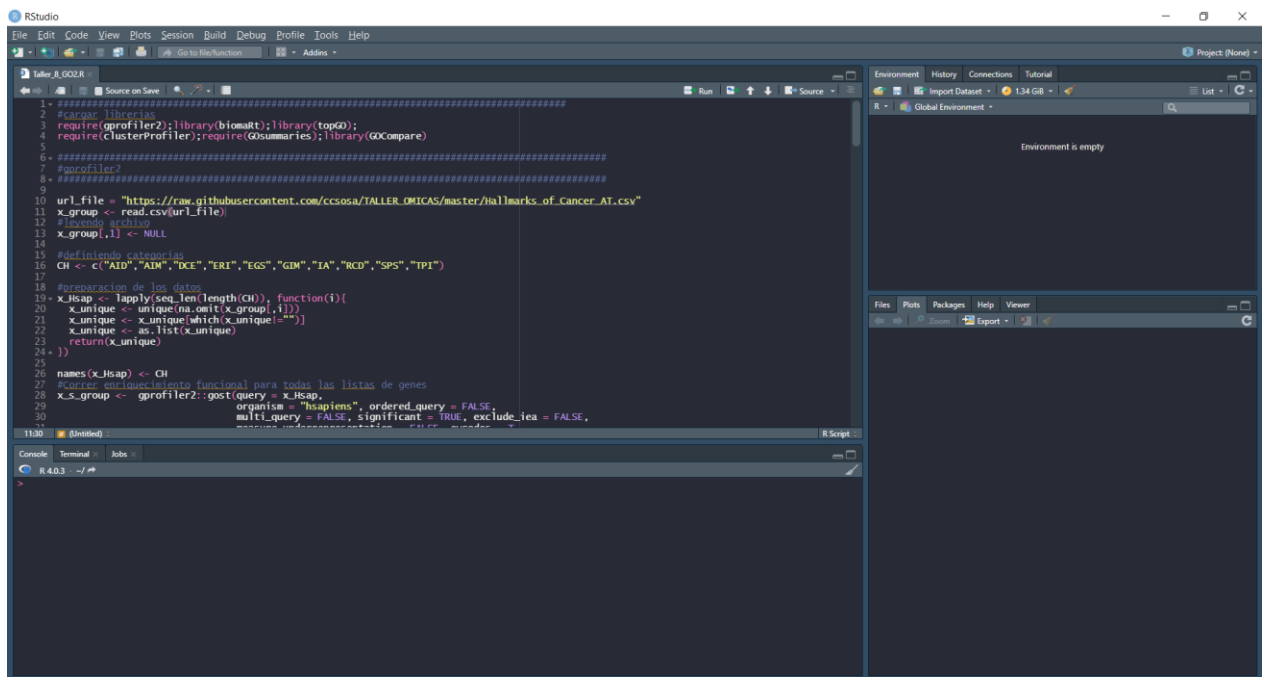 RStudio
File Edit Code View Plots Session Build Debug Profile Tools Help
Go to file/function Addins Project: (None)
Taller_8_GO2.R
Source on Save Run Source
1 ########################################################################################
2 #cargar librerias
3 require(gprofiler2);library(biomaRt);library(topGO);
4 require(clusterProfiler);require(GOsummaries);library(GOCompare)
5
6 ###############################################################################################
7 #gprofiler2
8 ###############################################################################################
9
10 url_file = "https://raw.githubusercontent.com/ccsosa/TALLER_OMICAS/master/Hallmarks_of_Cancer_AT.csv"
11 x_group <- read.csv(url_file)
12 #leyendo archivo
13 x_group[,1] <- NULL
14
15 #definiendo categorias
16 CH <- c("AID","AIM","DCE","ERI","EGS","GIM","IA","RCD","SPS","TPI")
17
18 #preparacion de los datos
19 x_Hsap <- lapply(seq_len(length(CH)), function(i){
20 x_unique <- unique(na.omit(x_group[,i]))
21 x_unique <- x_unique[which(x_unique!="")]
22 x_unique <- as.list(x_unique)
23 return(x_unique)
24 })
25
26 names(x_Hsap) <- CH
27 #Correr enriquecimiento funcional para todas las listas de genes
28 x_s_group <- gprofiler2::gost(query = x_Hsap,
29 organism = "hsapiens", ordered_query = FALSE,
30 multi_query = FALSE, significant = TRUE, exclude_iea = FALSE,
11:30 (Untitled) R Script
Console Terminal Jobs
R 4.0.3 · ~/
>
Environment History Connections Tutorial
Import Dataset 1.34 GiB List
R Global Environment
Environment is empty
Files Plots Packages Help Viewer
Zoom Export